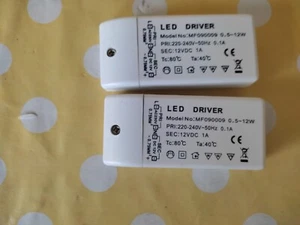 LED DRIVER
Model No: MF090009 0.5-12W
PRI:220-240V~50Hz 0.1A
SEC:12VDC 1A
Tc:80℃ Ta:40℃
LED DRIVER
Model No: MF090009 0.5-12W
PRI:220-240V~50Hz 0.1A
SEC:12VDC 1A
Tc:80℃ Ta:40℃